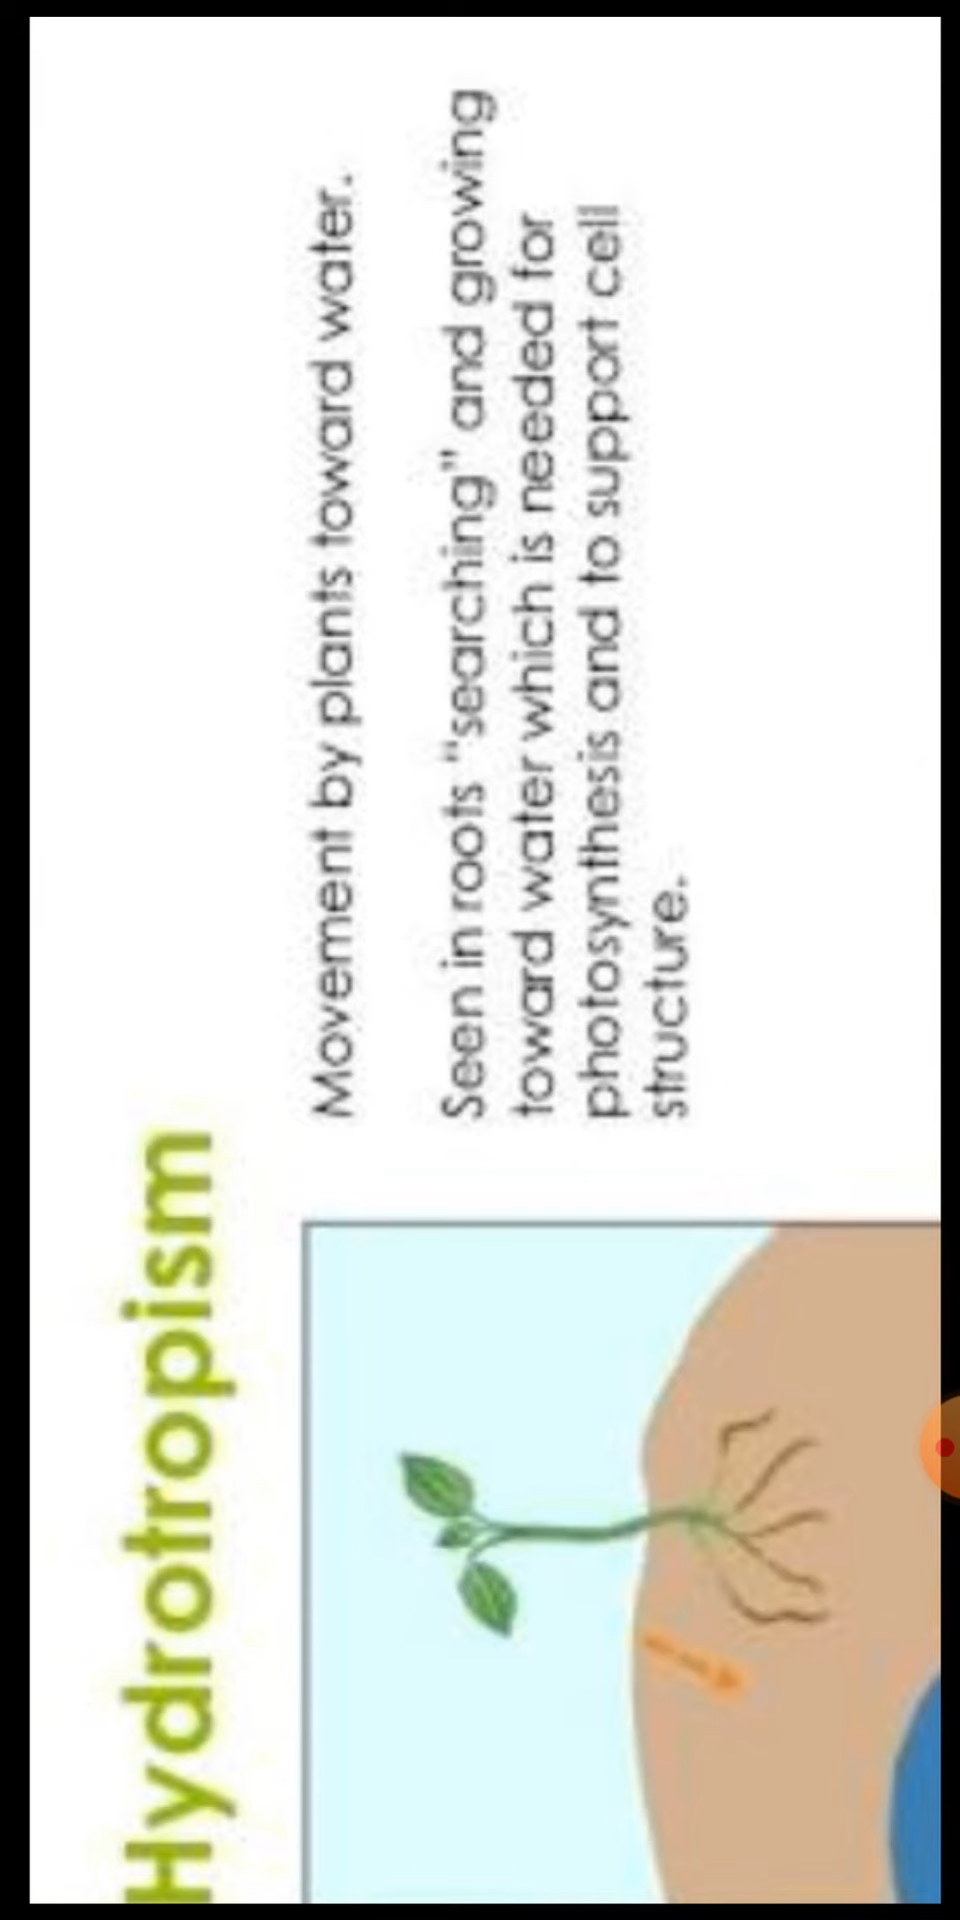 Hydrotropism
Movement by plants toward water.
Seen in roots "searching" and growing
toward water which is needed for
photosynthesis and to support cell
structure.